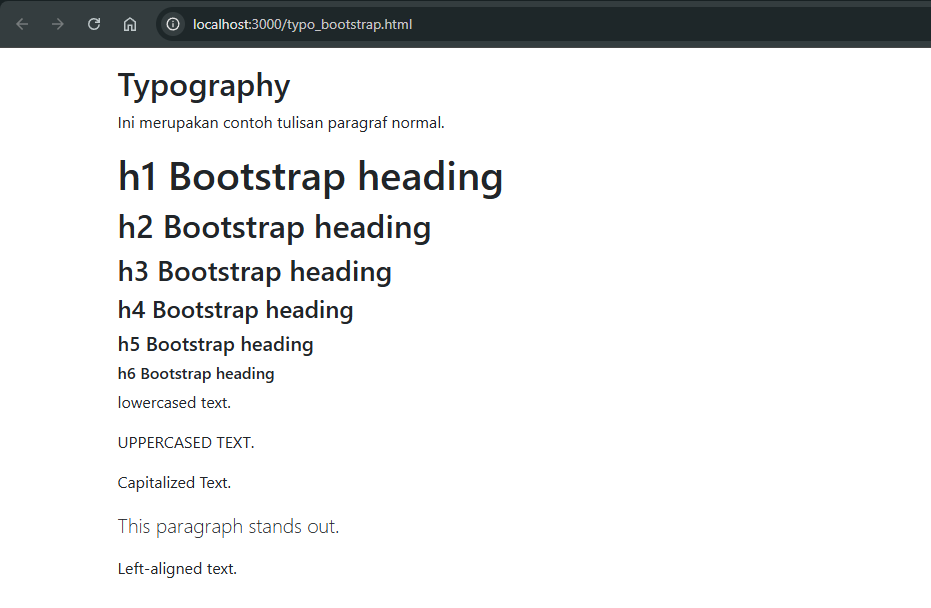 localhost:3000/typo_bootstrap.html
Typography
Ini merupakan contoh tulisan paragraf normal.
h1 Bootstrap heading
h2 Bootstrap heading
h3 Bootstrap heading
h4 Bootstrap heading
h5 Bootstrap heading
h6 Bootstrap heading
lowercased text.
UPPERCASED TEXT.
Capitalized Text.
This paragraph stands out.
Left-aligned text.